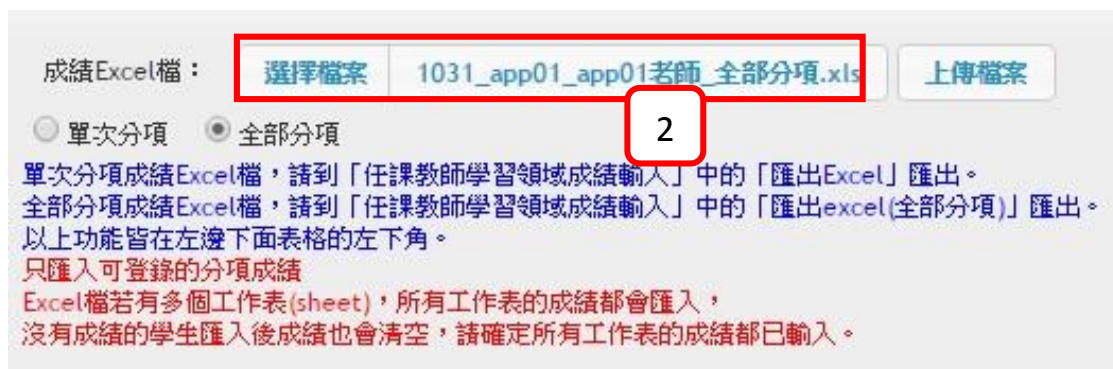 成績Excel檔： 選擇檔案 1031_app01_app01老師_全部分項.xls 上傳檔案
單次分項 全部分項 2
單次分項成績Excel檔，請到「任課教師學習領域成績輸入」中的「匯出Excel」匯出。
全部分項成績Excel檔，請到「任課教師學習領域成績輸入」中的「匯出excel(全部分項)」匯出。
以上功能皆在左邊下面表格的左下角。
只匯入可登錄的分項成績
Excel檔若有多個工作表(sheet)，所有工作表的成績都會匯入，
沒有成績的學生匯入後成績也會清空，請確定所有工作表的成績都已輸入。